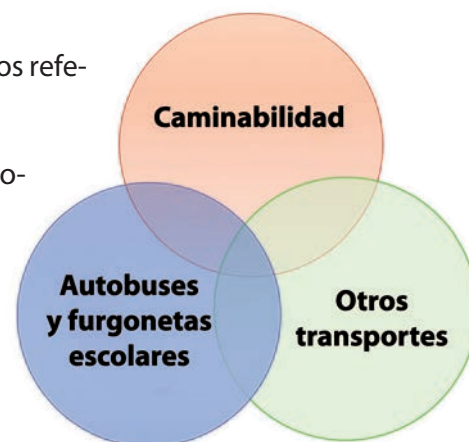 os refe-
o-
Caminabilidad
Autobuses
y furgonetas
escolares
Otros
transportes